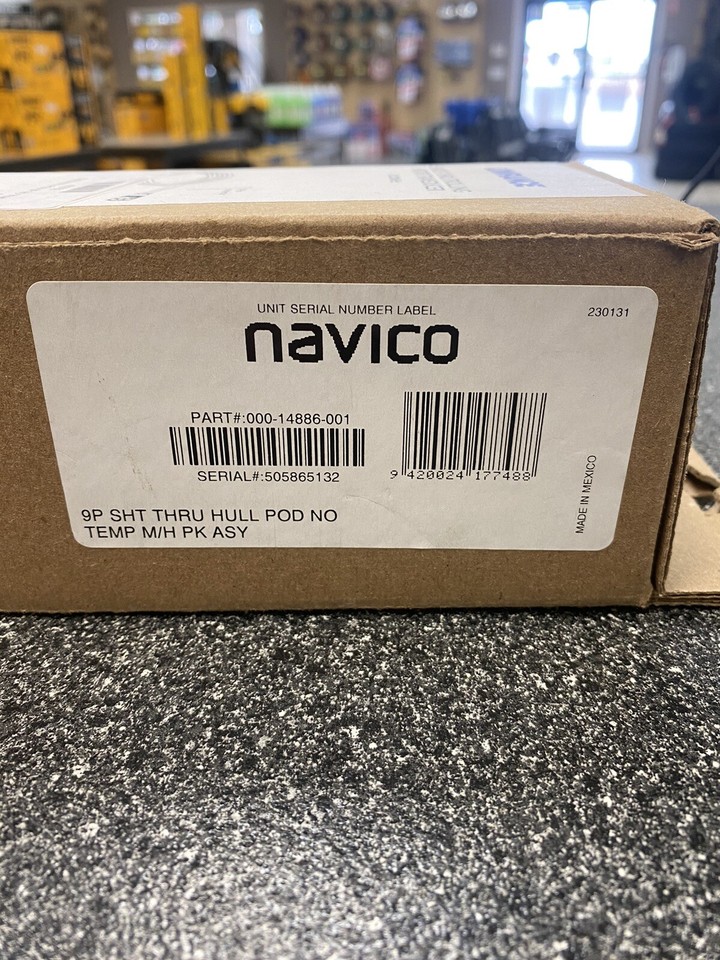 UNIT SERIAL NUMBER LABEL
230131
navico
PART#:000-14886-001
SERIAL#:505865132
9 420024 177488
MADE IN MEXICO
9P SHT THRU HULL POD NO
TEMP M/H PK ASY